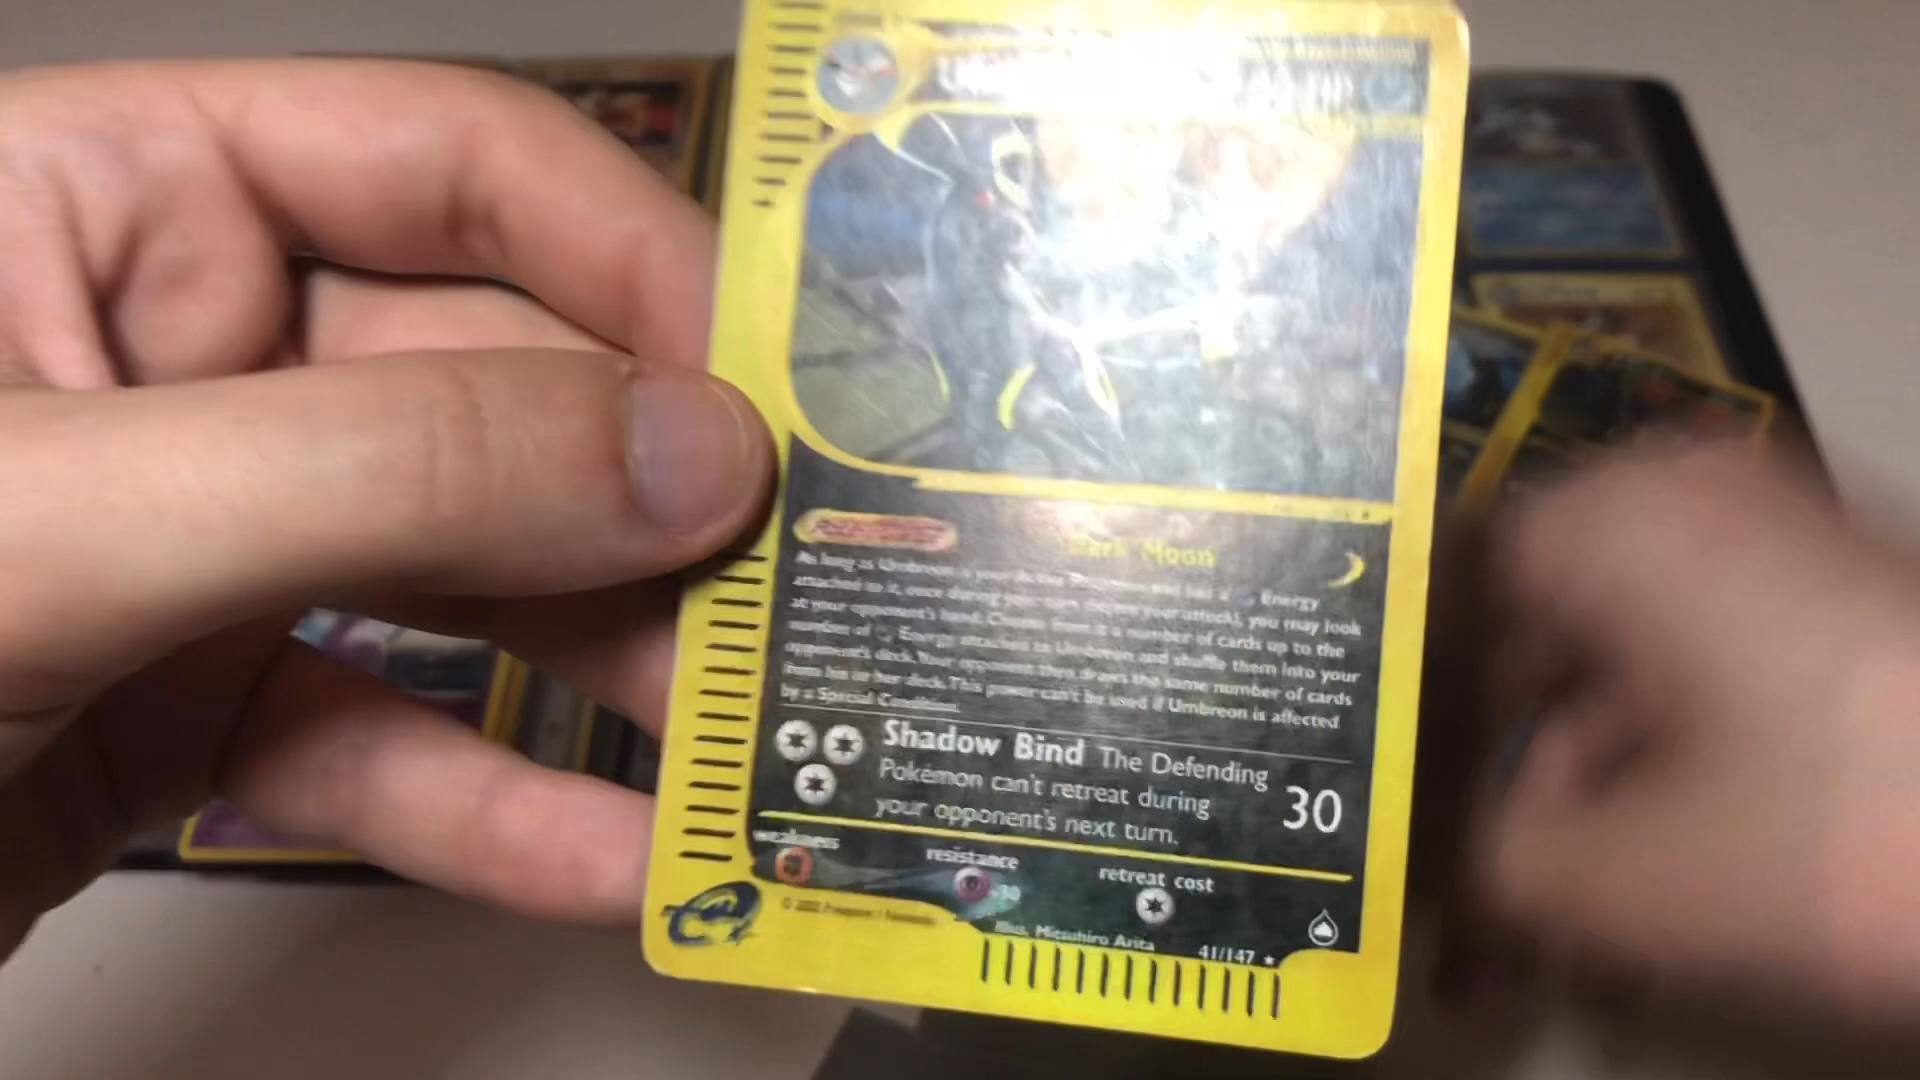 Dark Moon
As long as Umbreon is your Active Pokémon and has a Energy
attached to it, once during your turn (before your attack), you may look
at your opponent's hand. Choose from it a number of cards up to the
number of Energy attached to Umbreon and shuffle them into your
opponent's deck. Your opponent then draws the same number of cards
from his or her deck. This power can't be used if Umbreon is affected
by a Special Condition.
Shadow Bind The Defending
Pokémon can't retreat during
your opponent's next turn.
30
weakness
resistance
-30
retreat cost
© 2002 Pokémon / Nintendo
Illus. Mitsuhiro Arita
41/147 ★
e